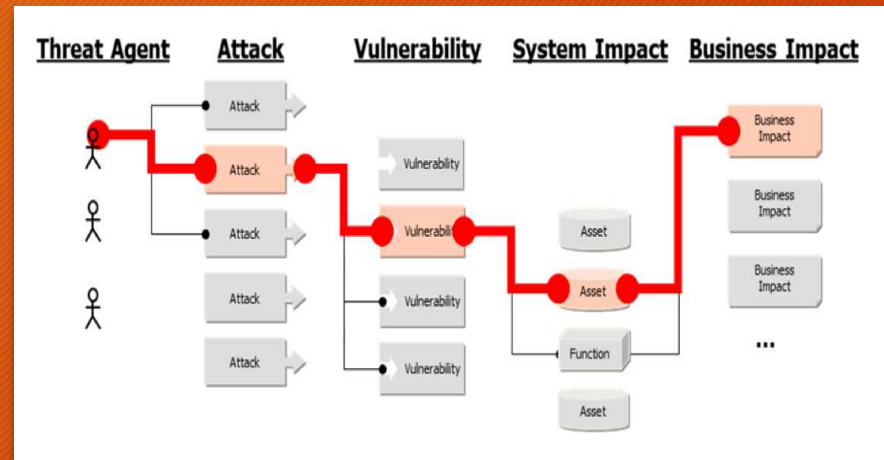 Threat Agent
Attack
Vulnerability
System Impact
Business Impact
Attack
Attack
Attack
Attack
Attack
Vulnerability
Vulnerability
Vulnerability
Vulnerability
Asset
Asset
Function
Asset
Business
Impact
Business
Impact
Business
Impact
...